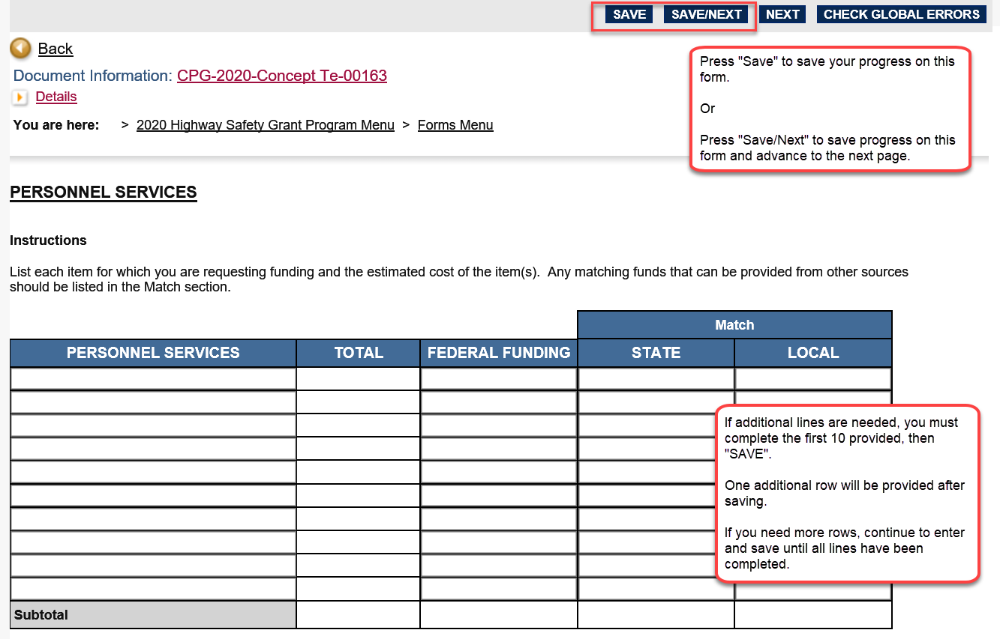 SAVE SAVE/NEXT NEXT CHECK GLOBAL ERRORS
Back
Document Information: CPG-2020-Concept Te-00163
Details
You are here: > 2020 Highway Safety Grant Program Menu > Forms Menu
Press "Save" to save your progress on this
form.
Or
Press "Save/Next" to save progress on this
form and advance to the next page.
PERSONNEL SERVICES
Instructions
List each item for which you are requesting funding and the estimated cost of the item(s). Any matching funds that can be provided from other sources
should be listed in the Match section.
Match
PERSONNEL SERVICES TOTAL FEDERAL FUNDING STATE LOCAL
If additional lines are needed, you must
complete the first 10 provided, then
"SAVE".
One additional row will be provided after
saving.
If you need more rows, continue to enter
and save until all lines have been
completed.
Subtotal